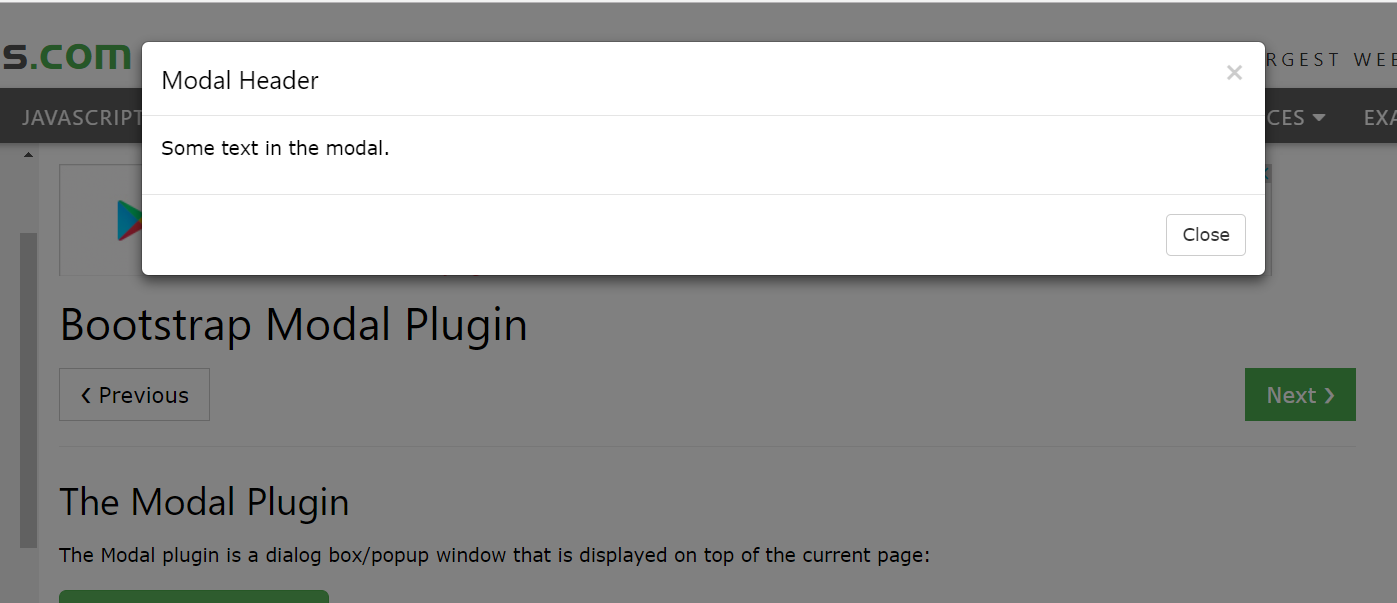 s.com
RGEST WEE
Modal Header
×
JAVASCRIPT
CES
EXA
Some text in the modal.
Close
Bootstrap Modal Plugin
❮ Previous
Next ❯
The Modal Plugin
The Modal plugin is a dialog box/popup window that is displayed on top of the current page: